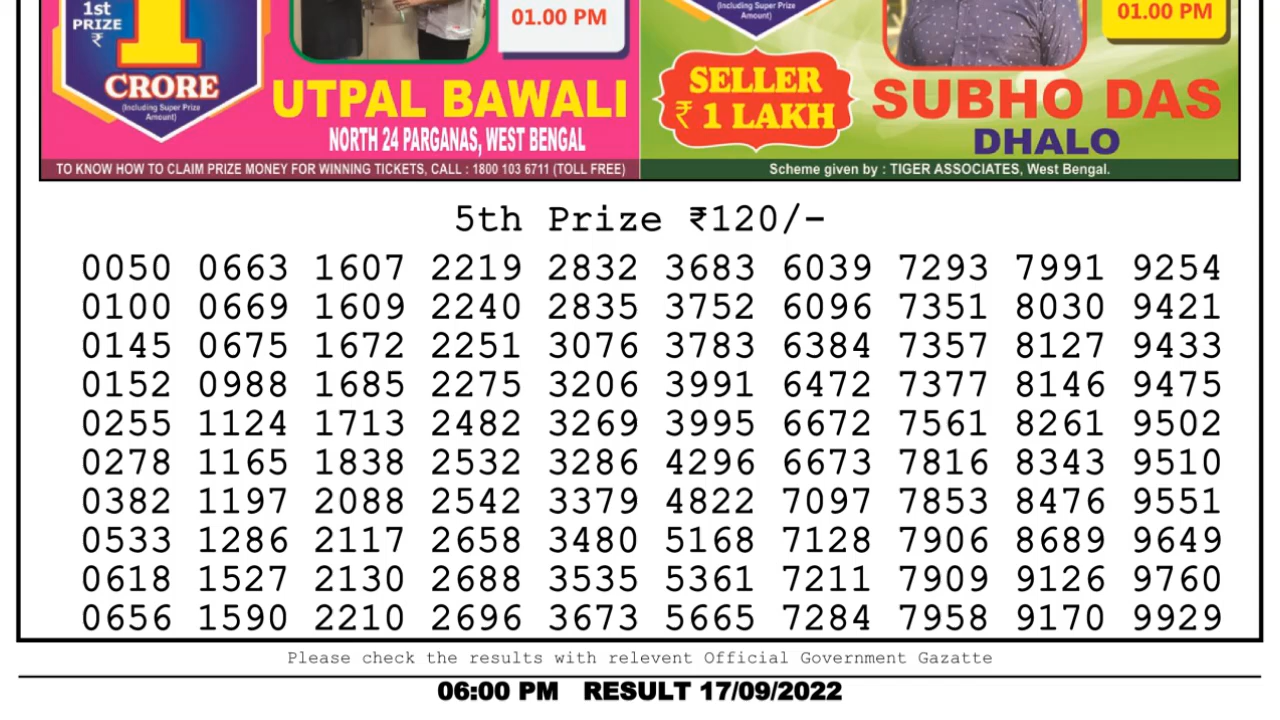 1st
PRIZE
₹
1
CRORE
(Including Super Prize
Amount)
01.00 PM
UTPAL BAWALI
NORTH 24 PARGANAS, WEST BENGAL
TO KNOW HOW TO CLAIM PRIZE MONEY FOR WINNING TICKETS, CALL : 1800 103 6711 (TOLL FREE)
(Including Super Prize
Amount)
01.00 PM
SELLER
₹ 1 LAKH
SUBHO DAS
DHALO
Scheme given by : TIGER ASSOCIATES, West Bengal.
5th Prize ₹120/-
0050 0663 1607 2219 2832 3683 6039 7293 7991 9254
0100 0669 1609 2240 2835 3752 6096 7351 8030 9421
0145 0675 1672 2251 3076 3783 6384 7357 8127 9433
0152 0988 1685 2275 3206 3991 6472 7377 8146 9475
0255 1124 1713 2482 3269 3995 6672 7561 8261 9502
0278 1165 1838 2532 3286 4296 6673 7816 8343 9510
0382 1197 2088 2542 3379 4822 7097 7853 8476 9551
0533 1286 2117 2658 3480 5168 7128 7906 8689 9649
0618 1527 2130 2688 3535 5361 7211 7909 9126 9760
0656 1590 2210 2696 3673 5665 7284 7958 9170 9929
Please check the results with relevent Official Government Gazatte
06:00 PM RESULT 17/09/2022